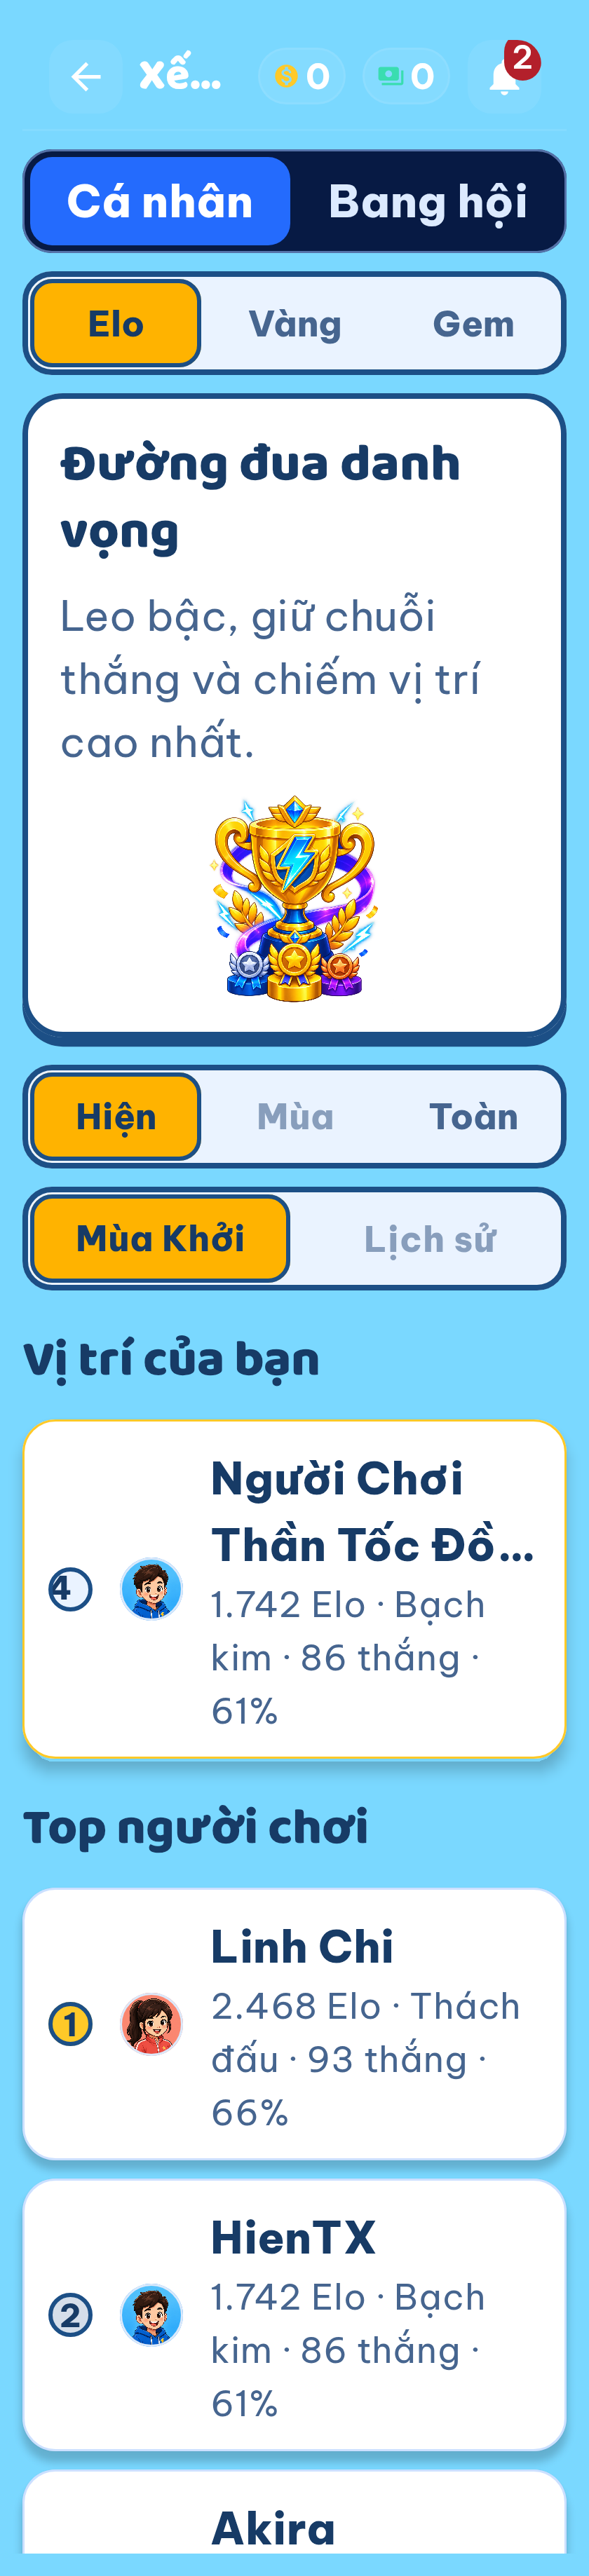 xế...
0
0
2
Cá nhân
Bang hội
Elo
Vàng
Gem
Đường đua danh
vọng
Leo bậc, giữ chuỗi
thắng và chiếm vị trí
cao nhất.
Hiện
Mùa
Toàn
Mùa Khởi
Lịch sử
Vị trí của bạn
Người Chơi
Thần Tốc Đồ...
4
1.742 Elo · Bạch
kim · 86 thắng ·
61%
Top người chơi
Linh Chi
1
2.468 Elo · Thách
đấu · 93 thắng ·
66%
HienTX
2
1.742 Elo · Bạch
kim · 86 thắng ·
61%
Akira